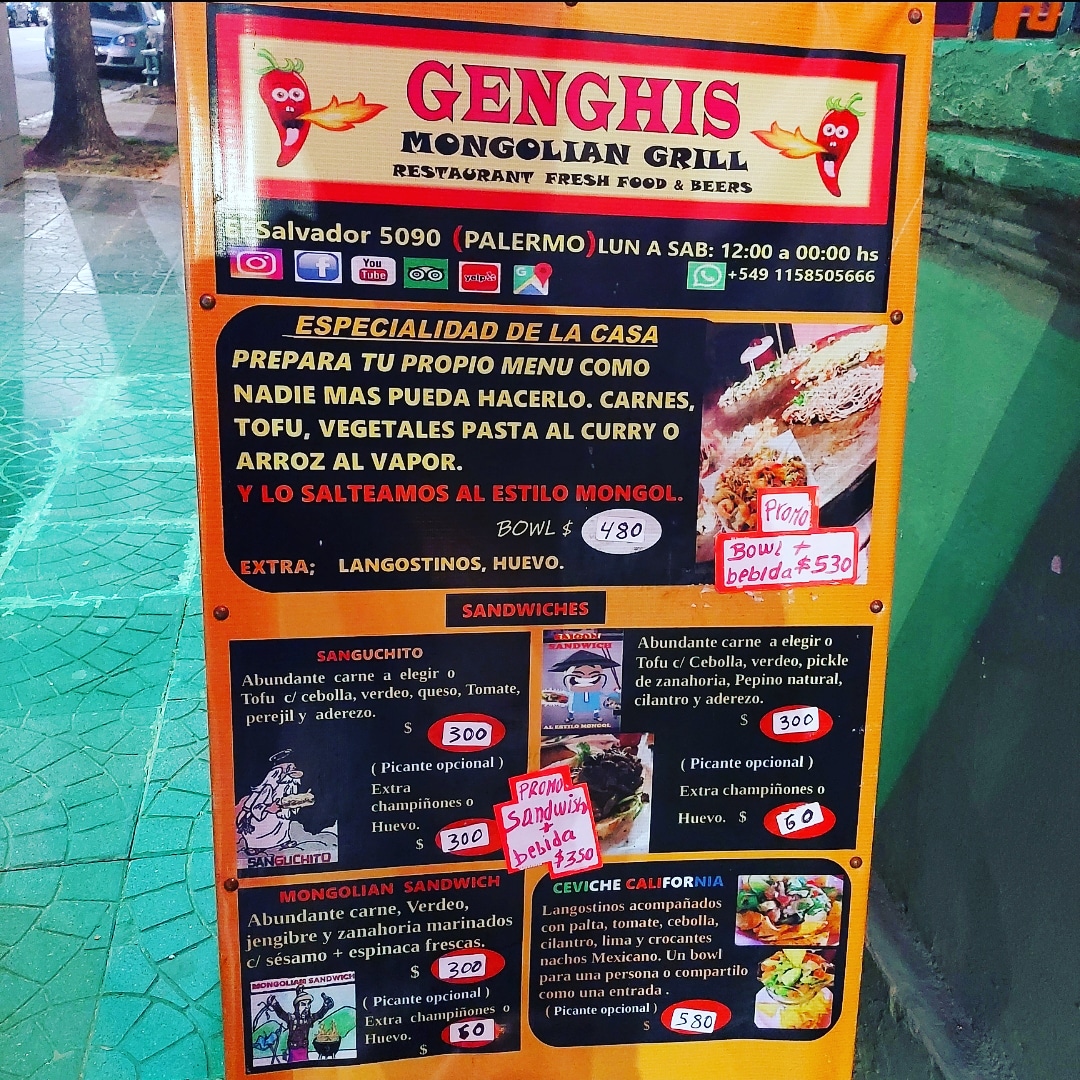 GENGHIS
MONGOLIAN GRILL
RESTAURANT FRESH FOOD & BEERS
El Salvador 5090 (PALERMO) LUN A SAB: 12:00 a 00:00 hs
You Tube
yelp
G
+549 1158505666
ESPECIALIDAD DE LA CASA
PREPARA TU PROPIO MENU COMO
NADIE MAS PUEDA HACERLO. CARNES,
TOFU, VEGETALES PASTA AL CURRY O
ARROZ AL VAPOR.
Y LO SALTEAMOS AL ESTILO MONGOL.
BOWL $ 480
EXTRA; LANGOSTINOS, HUEVO.
Promo
Bowl +
bebida $530
SANDWICHES
SANGUCHITO
Abundante carne a elegir o
Tofu c/ cebolla, verdeo, queso, Tomate,
perejil y aderezo.
$ 300
( Picante opcional )
Extra
champiñones o
Huevo.
$ 300
SANGUCHITO
SANDWICH
AL ESTILO MONGOL
Abundante carne a elegir o
Tofu c/ Cebolla, verdeo, pickle
de zanahoria, Pepino natural,
cilantro y aderezo.
$ 300
( Picante opcional )
Extra champiñones o
Huevo. $ 60
PROMO
Sandwish
+
bebida
$350
MONGOLIAN SANDWICH
Abundante carne, Verdeo,
jengibre y zanahoria marinados
c/ sésamo + espinaca frescas.
$ 300
MONGOLIAN SANDWICH
(Picante opcional )
Extra champiñones o
Huevo.
$ 60
CEVICHE CALIFORNIA
Langostinos acompañados
con palta, tomate, cebolla,
cilantro, lima y crocantes
nachos Mexicano. Un bowl
para una persona o compartilo
como una entrada .
( Picante opcional )
$ 580